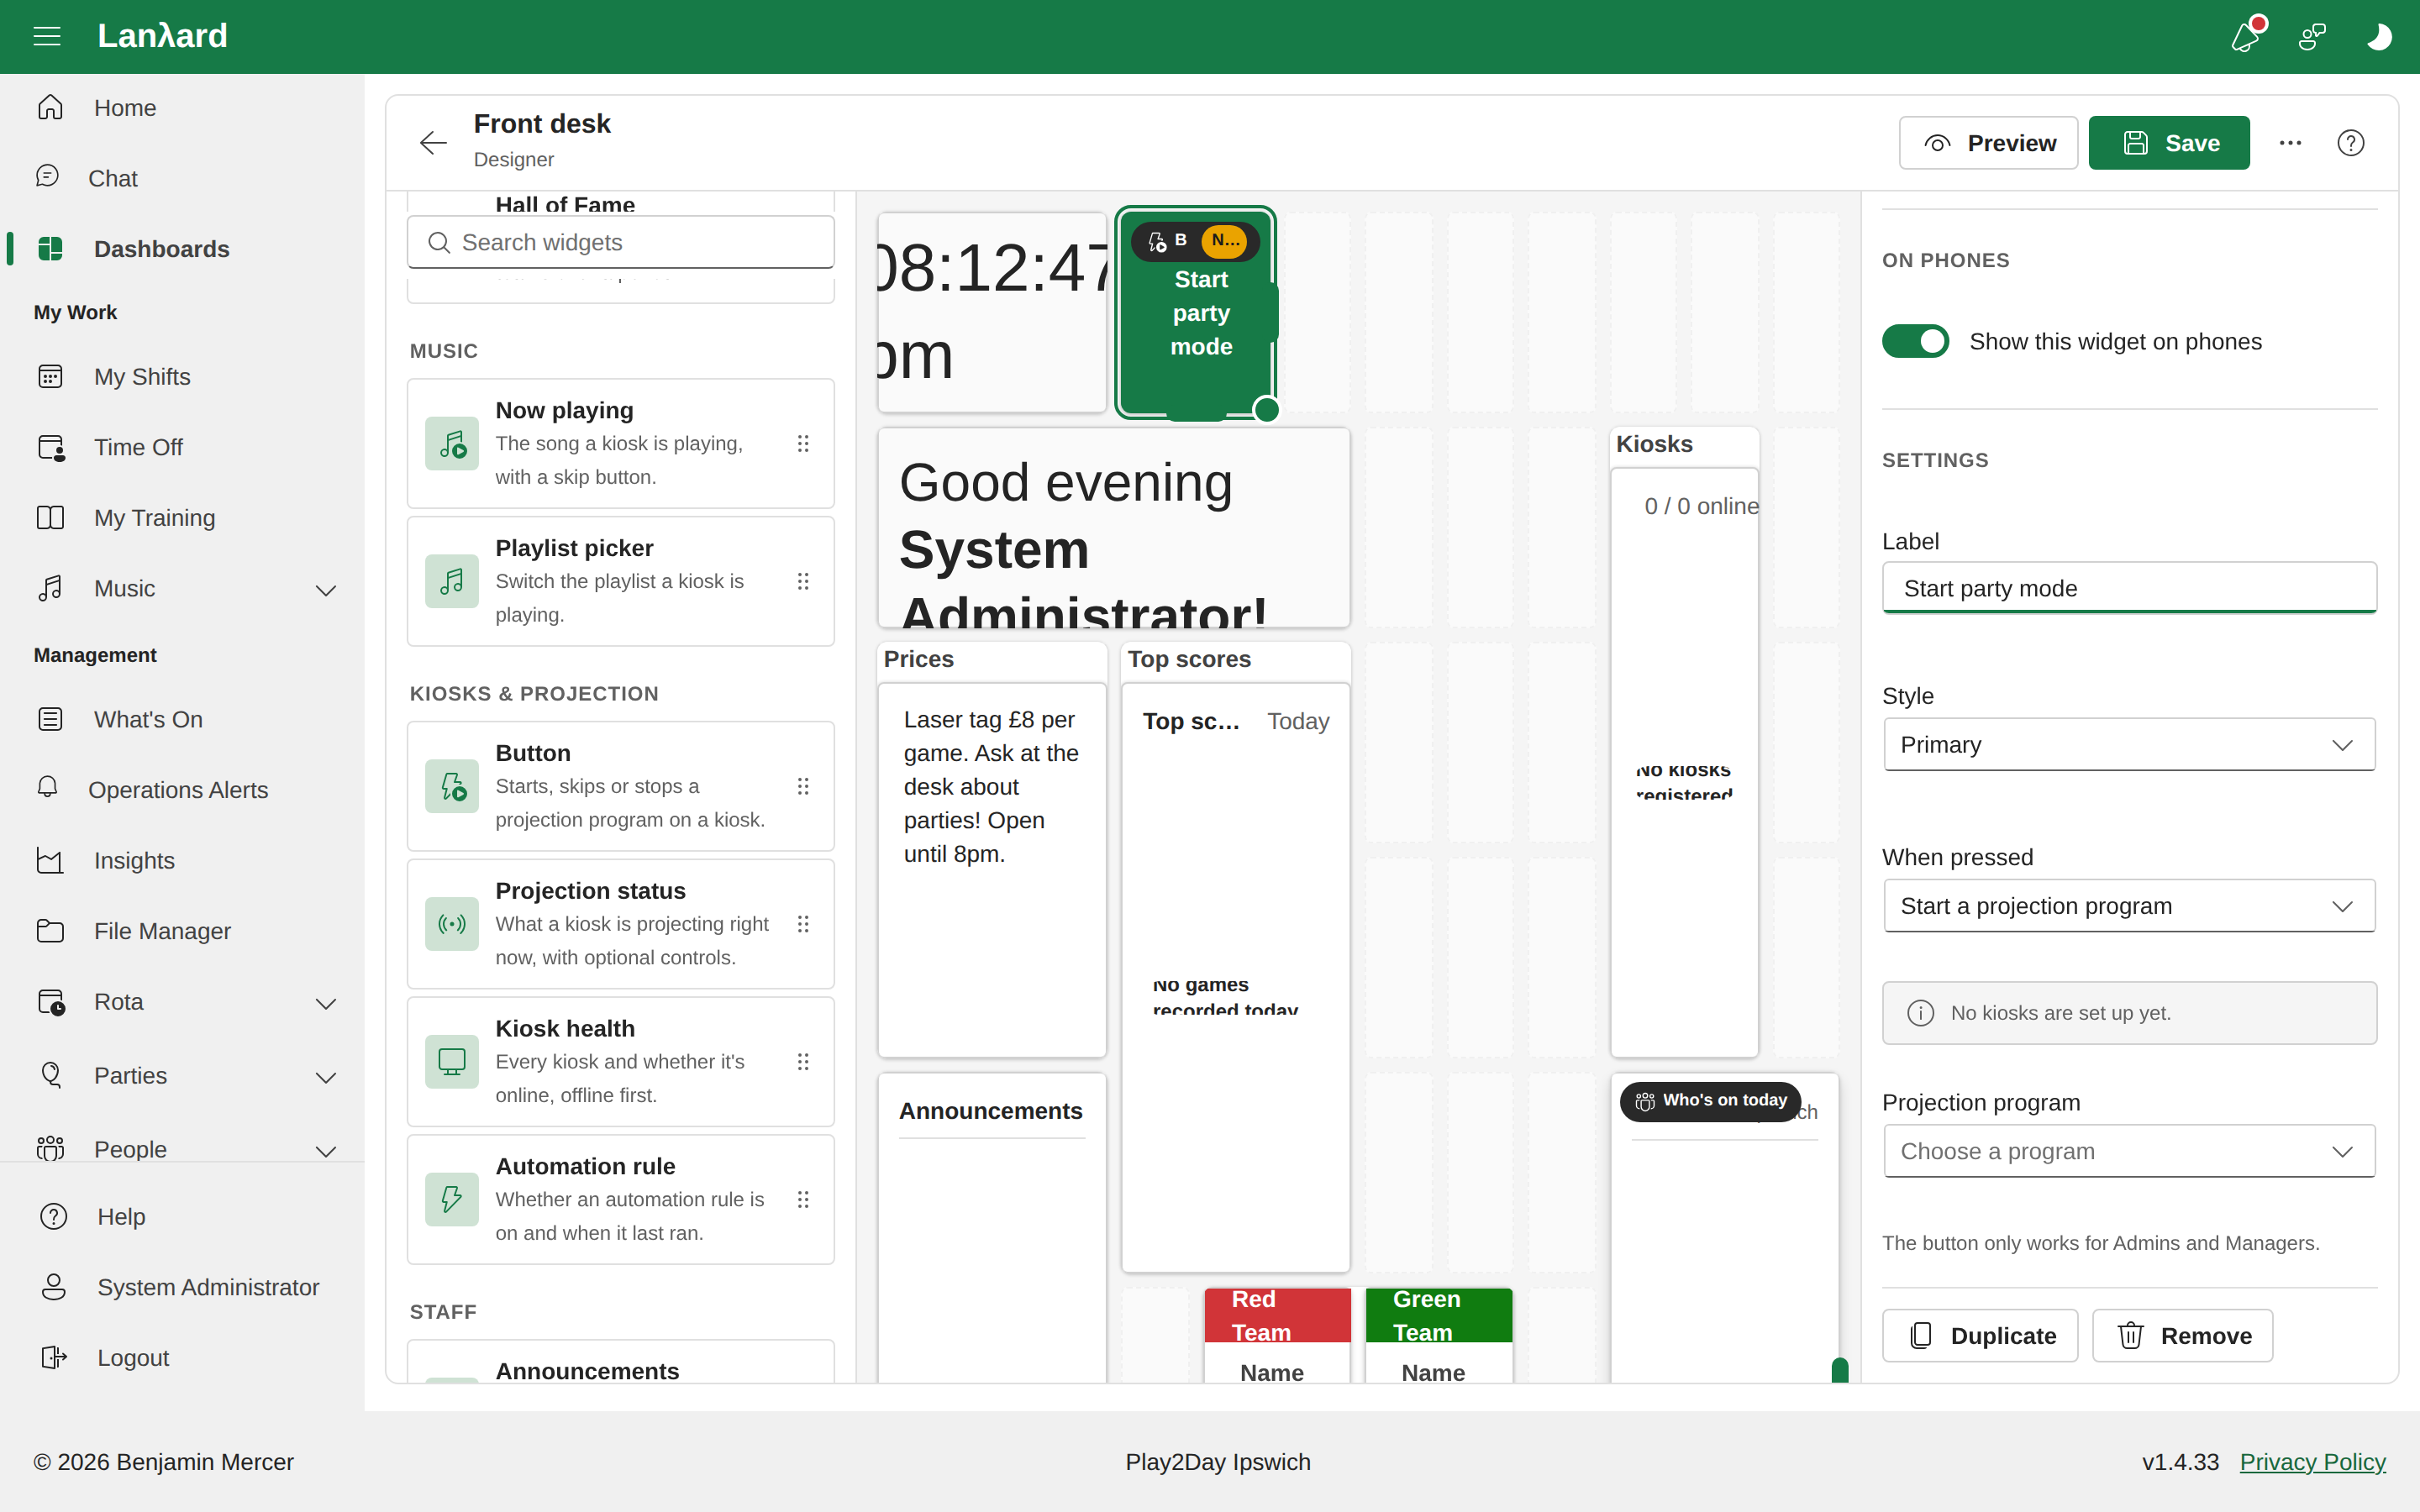 Lanλard
Home
Chat
Dashboards
My Work
My Shifts
Time Off
My Training
Music
Management
What's On
Operations Alerts
Insights
File Manager
Rota
Parties
People
Help
System Administrator
Logout
Front desk
Designer
Preview
Save
Hall of Fame
Search widgets
MUSIC
Now playing
The song a kiosk is playing,
with a skip button.
Playlist picker
Switch the playlist a kiosk is
playing.
KIOSKS & PROJECTION
Button
Starts, skips or stops a
projection program on a kiosk.
Projection status
What a kiosk is projecting right
now, with optional controls.
Kiosk health
Every kiosk and whether it's
online, offline first.
Automation rule
Whether an automation rule is
on and when it last ran.
STAFF
Announcements
08:12:47
pm
B N...
Start
party
mode
Good evening
System
Administrator!
Kiosks
0 / 0 online
No kiosks
registered
Prices
Laser tag £8 per
game. Ask at the
desk about
parties! Open
until 8pm.
Top scores
Top sc... Today
No games
recorded today
Announcements
Who's on today
Red
Team
Name
Green
Team
Name
ON PHONES
Show this widget on phones
SETTINGS
Label
Start party mode
Style
Primary
When pressed
Start a projection program
No kiosks are set up yet.
Projection program
Choose a program
The button only works for Admins and Managers.
Duplicate
Remove
© 2026 Benjamin Mercer
Play2Day Ipswich
v1.4.33 Privacy Policy